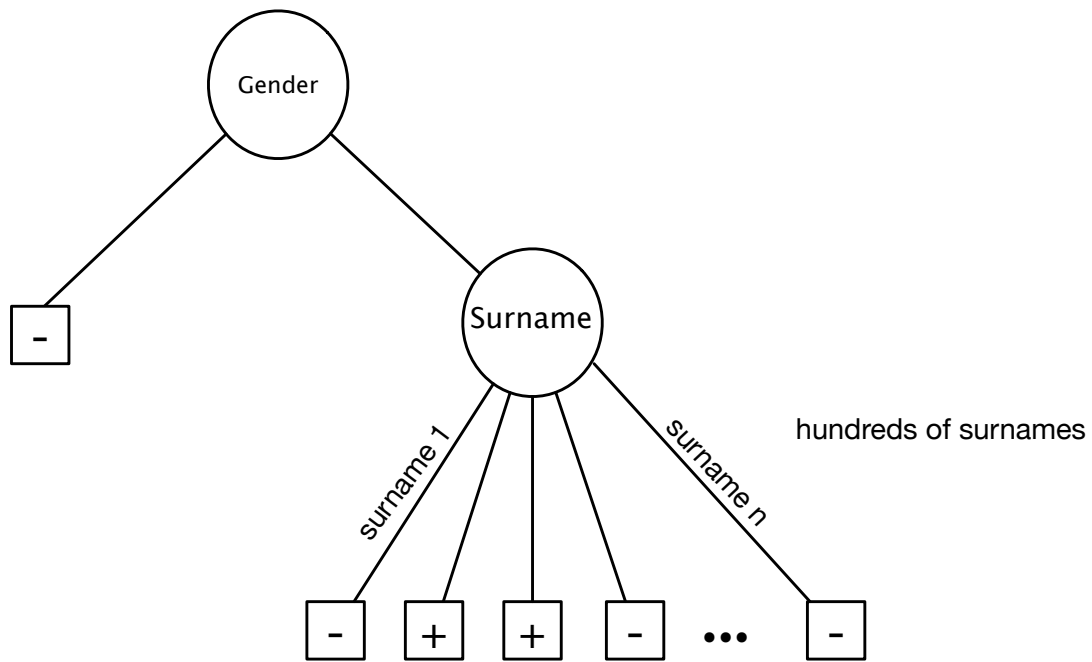 Gender
-
Surname
hundreds of surnames
surname 1
surname n
-
+
+
-
•••
-